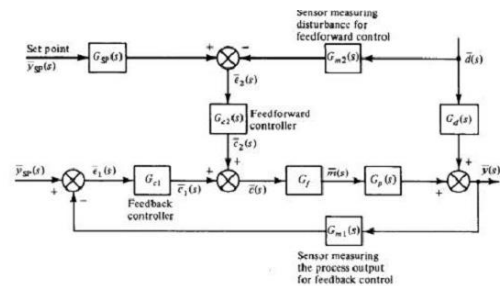 Sensor measuring
disturbance for
feedforward control
Set point
ȳSP(s)
GSP(s)
+
−
Gm2(s)
d̄(s)
ε̄2(s)
Gc2(s)
Feedforward
controller
Gd(s)
c̄2(s)
ȳSP(s)
+
−
ε̄1(s)
Gc1
c̄1(s)
+
+
c̄(s)
Gf
m̄(s)
Gp(s)
+
+
ȳ(s)
Feedback
controller
Gm1(s)
Sensor measuring
the process output
for feedback control